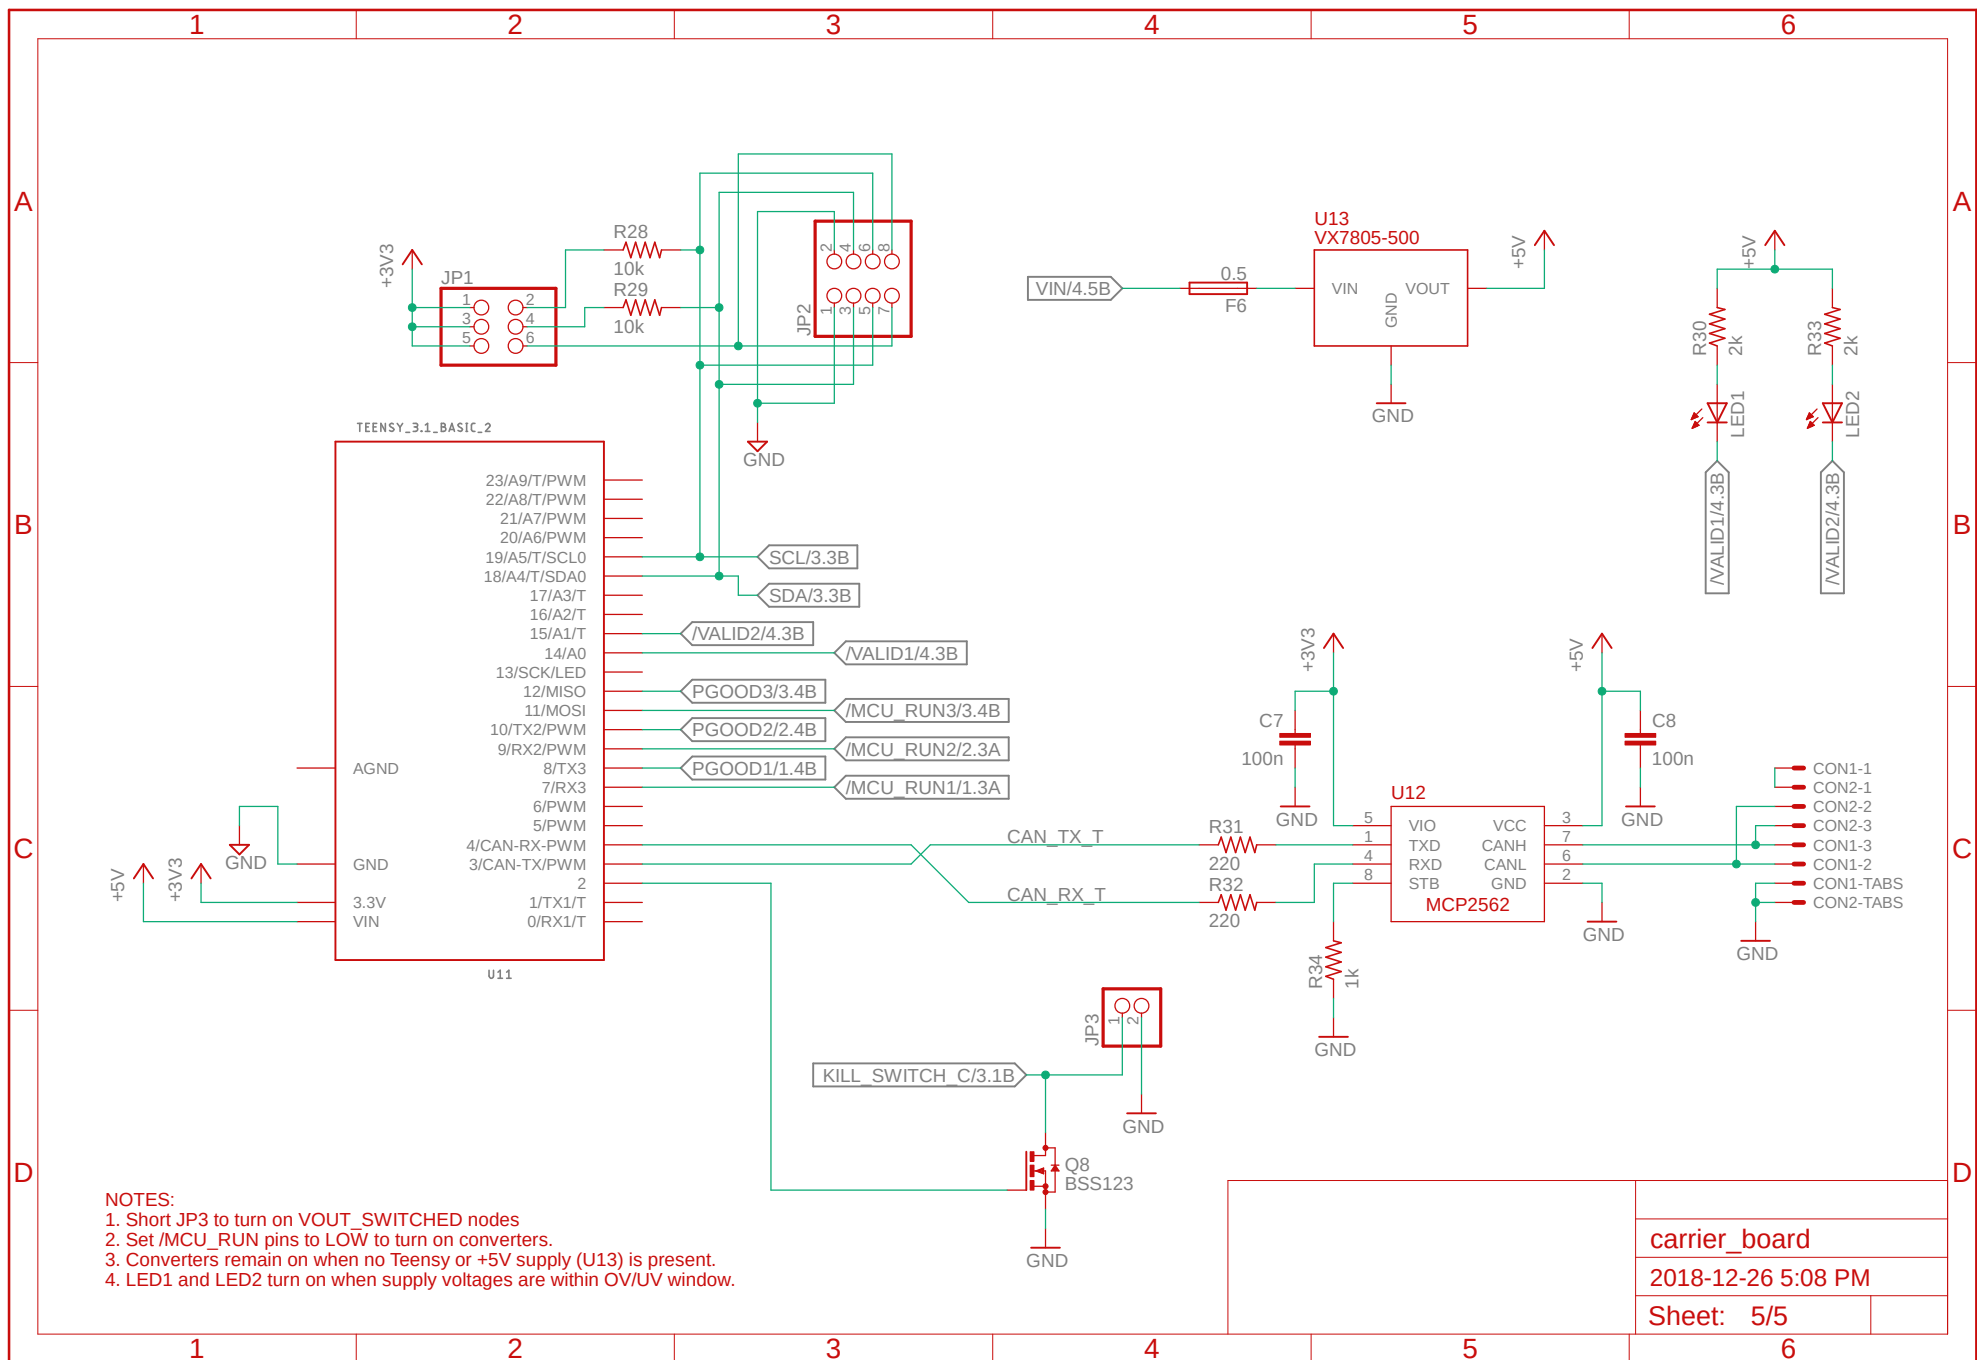 1 2 3 4 5 6
A A
B B
C C
D D
+3V3
JP1
1 2
3 4
5 6
R28
10k
R29
10k
JP2
2 4 6 8
1 3 5 7
GND
VIN/4.5B
0.5
F6
U13
VX7805-500
VIN VOUT
GND
GND
+5V
+5V
R30
2k
R33
2k
LED1
LED2
/VALID1/4.3B
/VALID2/4.3B
TEENSY_3.1_BASIC_2
23/A9/T/PWM
22/A8/T/PWM
21/A7/PWM
20/A6/PWM
19/A5/T/SCL0
18/A4/T/SDA0
17/A3/T
16/A2/T
15/A1/T
14/A0
13/SCK/LED
12/MISO
11/MOSI
10/TX2/PWM
9/RX2/PWM
8/TX3
7/RX3
6/PWM
5/PWM
4/CAN-RX-PWM
3/CAN-TX/PWM
2
1/TX1/T
0/RX1/T
AGND
GND
3.3V
VIN
U11
GND
+5V
+3V3
SCL/3.3B
SDA/3.3B
/VALID2/4.3B
/VALID1/4.3B
PGOOD3/3.4B
/MCU_RUN3/3.4B
PGOOD2/2.4B
/MCU_RUN2/2.3A
PGOOD1/1.4B
/MCU_RUN1/1.3A
CAN_TX_T
CAN_RX_T
R31
220
R32
220
+3V3
C7
100n
GND
+5V
C8
100n
GND
U12
5 VIO VCC 3
1 TXD CANH 7
4 RXD CANL 6
8 STB GND 2
MCP2562
GND
R34
1k
GND
CON1-1
CON2-1
CON2-2
CON2-3
CON1-3
CON1-2
CON1-TABS
CON2-TABS
GND
JP3
1 2
KILL_SWITCH_C/3.1B
GND
Q8
BSS123
GND
NOTES:
1. Short JP3 to turn on VOUT_SWITCHED nodes
2. Set /MCU_RUN pins to LOW to turn on converters.
3. Converters remain on when no Teensy or +5V supply (U13) is present.
4. LED1 and LED2 turn on when supply voltages are within OV/UV window.
carrier_board
2018-12-26 5:08 PM
Sheet: 5/5
1 2 3 4 5 6